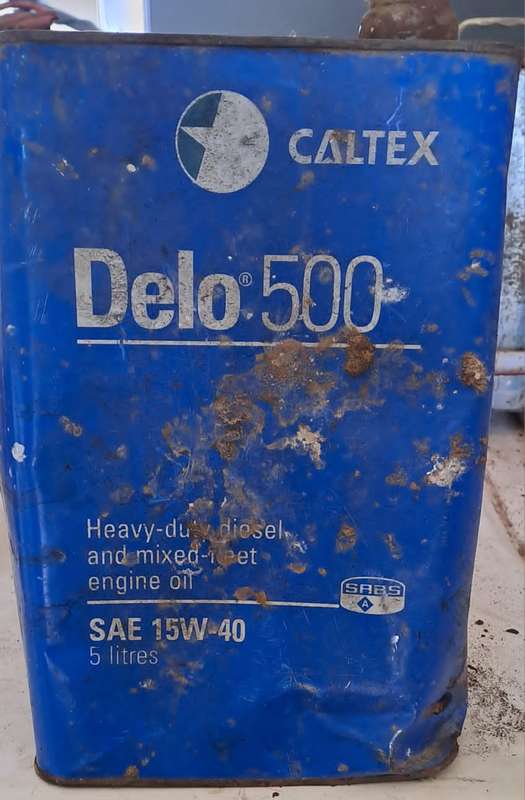 CALTEX
Delo® 500
Heavy-duty diesel
and mixed-fleet
engine oil
SABS
A
SAE 15W-40
5 litres